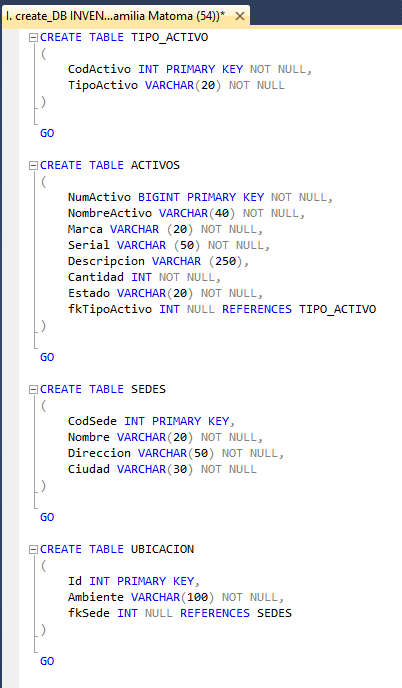 I. create_DB INVEN...amilia Matoma (54))* ×
CREATE TABLE TIPO_ACTIVO
(
CodActivo INT PRIMARY KEY NOT NULL,
TipoActivo VARCHAR(20) NOT NULL
)
GO
CREATE TABLE ACTIVOS
(
NumActivo BIGINT PRIMARY KEY NOT NULL,
NombreActivo VARCHAR(40) NOT NULL,
Marca VARCHAR (20) NOT NULL,
Serial VARCHAR (50) NOT NULL,
Descripcion VARCHAR (250),
Cantidad INT NOT NULL,
Estado VARCHAR(20) NOT NULL,
fkTipoActivo INT NULL REFERENCES TIPO_ACTIVO
)
GO
CREATE TABLE SEDES
(
CodSede INT PRIMARY KEY,
Nombre VARCHAR(20) NOT NULL,
Direccion VARCHAR(50) NOT NULL,
Ciudad VARCHAR(30) NOT NULL
)
GO
CREATE TABLE UBICACION
(
Id INT PRIMARY KEY,
Ambiente VARCHAR(100) NOT NULL,
fkSede INT NULL REFERENCES SEDES
)
GO